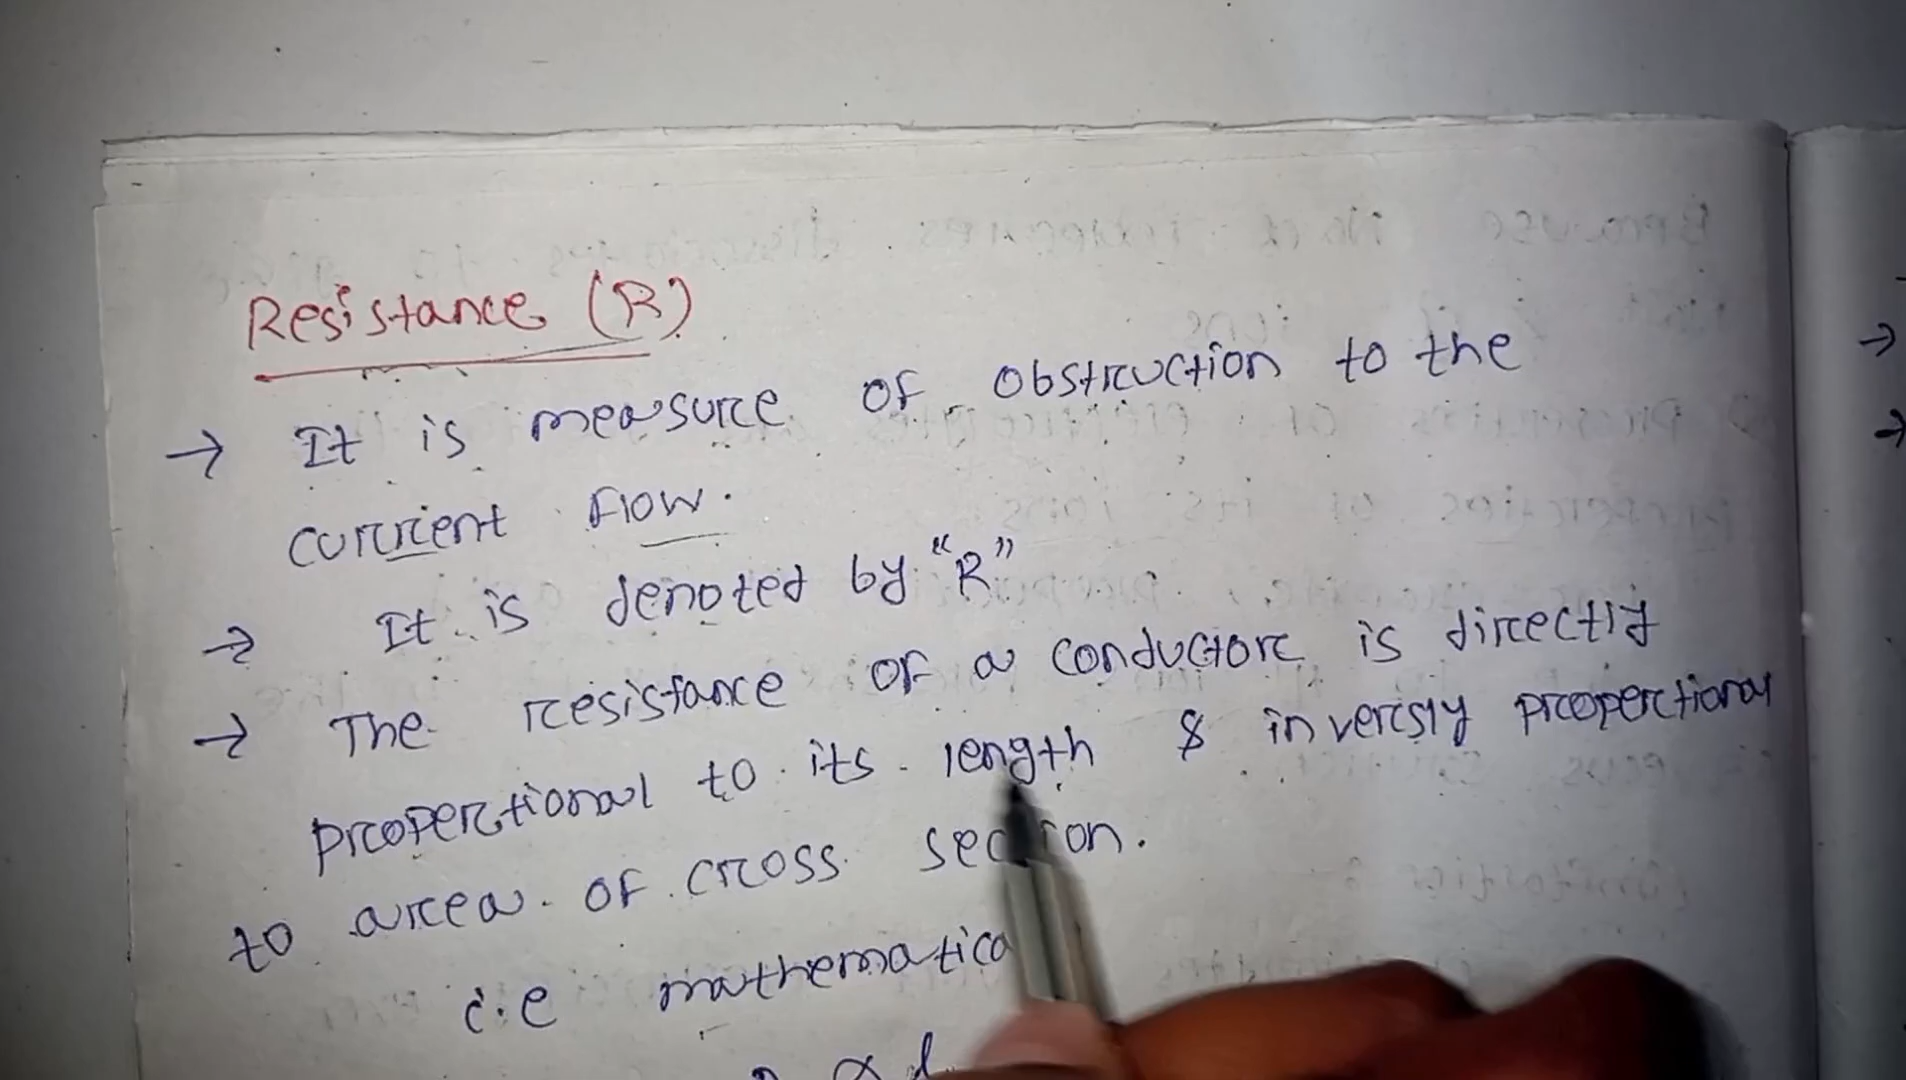 Resistance (R)
→ It is measure of obstruction to the
current flow.
→ It is denoted by "R"
→ The resistance of a conductor is directly
proportional to its length & inversly proportional
to area of cross section.
i.e mathematica
∝ l